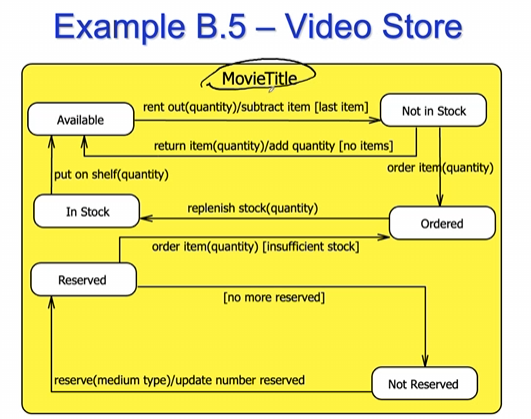 Example B.5 – Video Store
MovieTitle
Available
rent out(quantity)/subtract item [last item]
Not in Stock
return item(quantity)/add quantity [no items]
put on shelf(quantity)
order item(quantity)
In Stock
replenish stock(quantity)
Ordered
order item(quantity) [insufficient stock]
Reserved
[no more reserved]
reserve(medium type)/update number reserved
Not Reserved